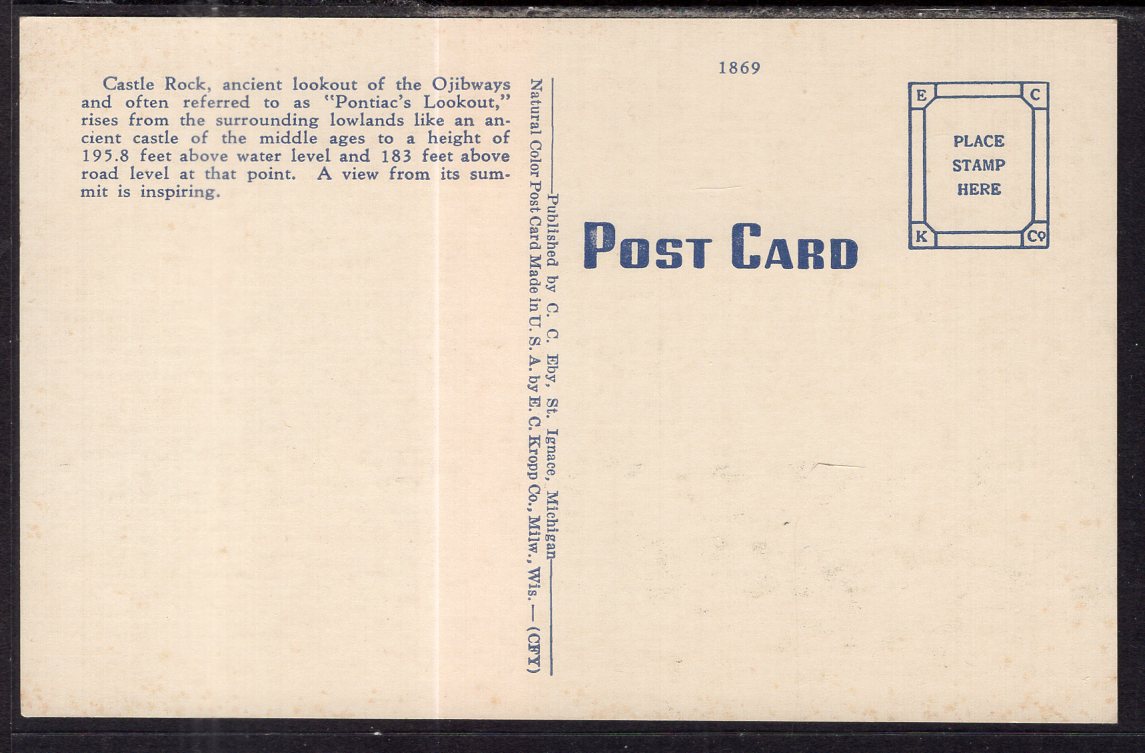 Castle Rock, ancient lookout of the Ojibways
and often referred to as "Pontiac's Lookout,"
rises from the surrounding lowlands like an an-
cient castle of the middle ages to a height of
195.8 feet above water level and 183 feet above
road level at that point. A view from its sum-
mit is inspiring.
Published by C. C. Eby, St. Ignace, Michigan
Natural Color Post Card Made in U. S. A. by E. C. Kropp Co., Milw., Wis. — (CFY)
1869
POST CARD
E C
PLACE
STAMP
HERE
K Co